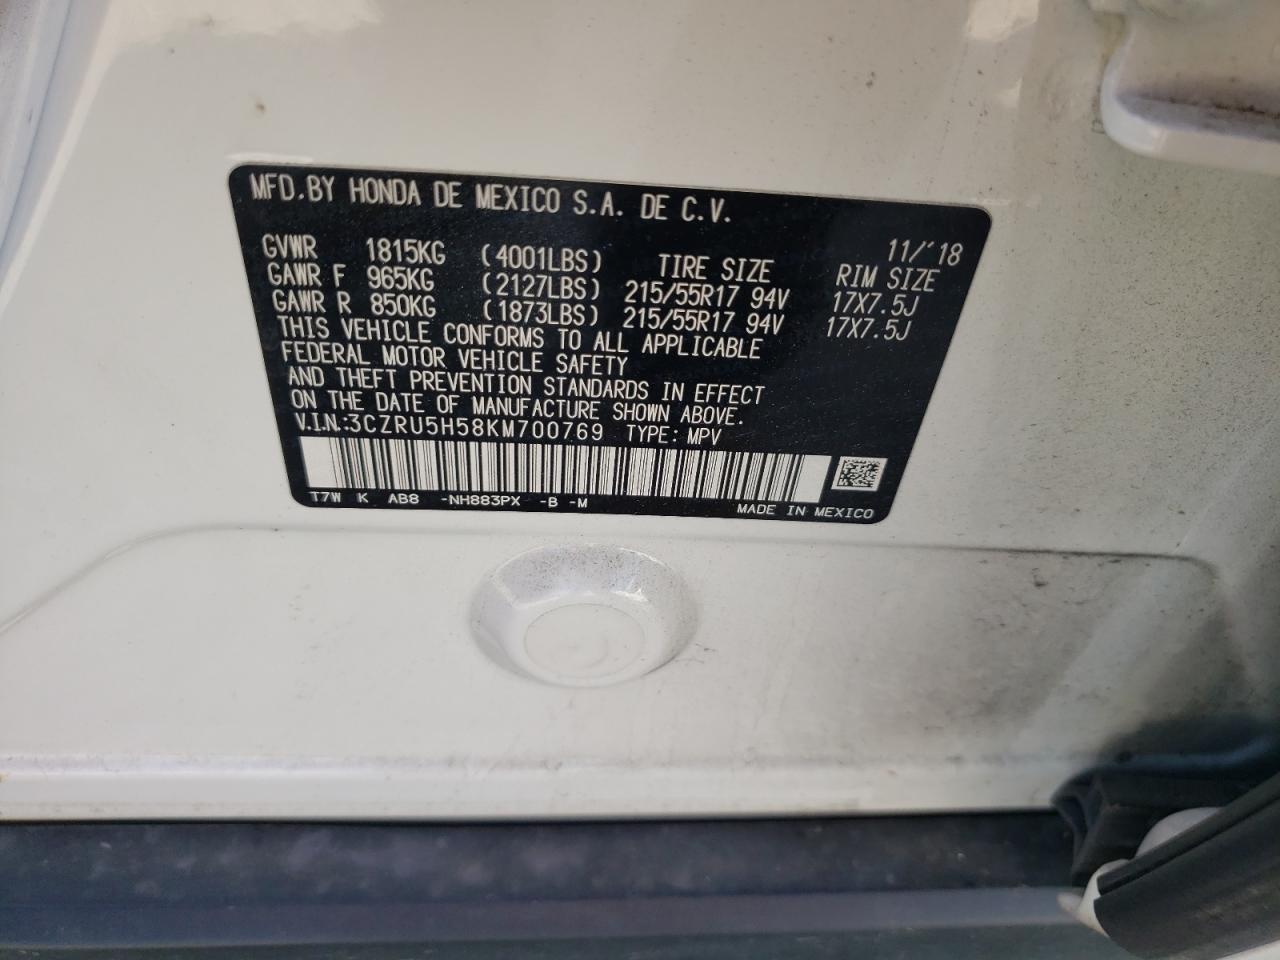 MFD.BY HONDA DE MEXICO S.A. DE C.V.
11/'18
GVWR 1815KG (4001LBS) TIRE SIZE RIM SIZE
GAWR F 965KG (2127LBS) 215/55R17 94V 17X7.5J
GAWR R 850KG (1873LBS) 215/55R17 94V 17X7.5J
THIS VEHICLE CONFORMS TO ALL APPLICABLE
FEDERAL MOTOR VEHICLE SAFETY
AND THEFT PREVENTION STANDARDS IN EFFECT
ON THE DATE OF MANUFACTURE SHOWN ABOVE.
V.I.N.:3CZRU5H58KM700769 TYPE: MPV
T7W K AB8 -NH883PX -B -M MADE IN MEXICO